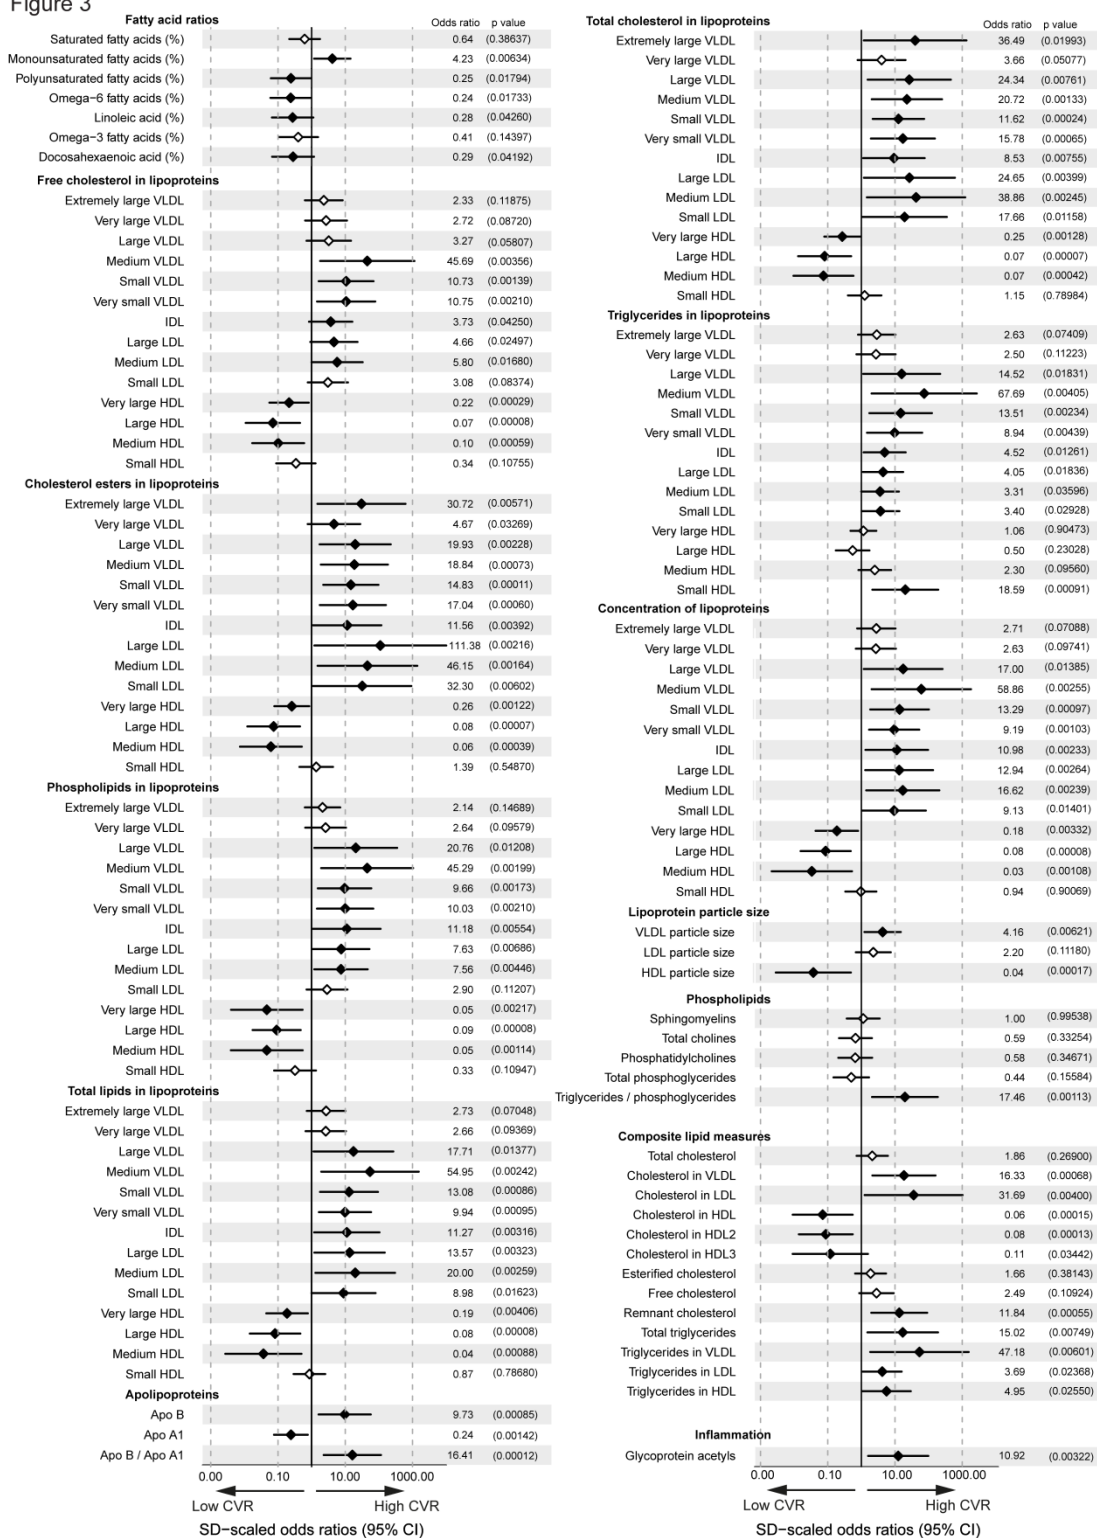 Figure 3
Fatty acid ratios Odds ratio p value
Saturated fatty acids (%) 0.64 (0.38637)
Monounsaturated fatty acids (%) 4.23 (0.00634)
Polyunsaturated fatty acids (%) 0.25 (0.01794)
Omega−6 fatty acids (%) 0.24 (0.01733)
Linoleic acid (%) 0.28 (0.04260)
Omega−3 fatty acids (%) 0.41 (0.14397)
Docosahexaenoic acid (%) 0.29 (0.04192)
Free cholesterol in lipoproteins
Extremely large VLDL 2.33 (0.11875)
Very large VLDL 2.72 (0.08720)
Large VLDL 3.27 (0.05807)
Medium VLDL 45.69 (0.00356)
Small VLDL 10.73 (0.00139)
Very small VLDL 10.75 (0.00210)
IDL 3.73 (0.04250)
Large LDL 4.66 (0.02497)
Medium LDL 5.80 (0.01680)
Small LDL 3.08 (0.08374)
Very large HDL 0.22 (0.00029)
Large HDL 0.07 (0.00008)
Medium HDL 0.10 (0.00059)
Small HDL 0.34 (0.10755)
Cholesterol esters in lipoproteins
Extremely large VLDL 30.72 (0.00571)
Very large VLDL 4.67 (0.03269)
Large VLDL 19.93 (0.00228)
Medium VLDL 18.84 (0.00073)
Small VLDL 14.83 (0.00011)
Very small VLDL 17.04 (0.00060)
IDL 11.56 (0.00392)
Large LDL 111.38 (0.00216)
Medium LDL 46.15 (0.00164)
Small LDL 32.30 (0.00602)
Very large HDL 0.26 (0.00122)
Large HDL 0.08 (0.00007)
Medium HDL 0.06 (0.00039)
Small HDL 1.39 (0.54870)
Phospholipids in lipoproteins
Extremely large VLDL 2.14 (0.14689)
Very large VLDL 2.64 (0.09579)
Large VLDL 20.76 (0.01208)
Medium VLDL 45.29 (0.00199)
Small VLDL 9.66 (0.00173)
Very small VLDL 10.03 (0.00210)
IDL 11.18 (0.00554)
Large LDL 7.63 (0.00686)
Medium LDL 7.56 (0.00446)
Small LDL 2.90 (0.11207)
Very large HDL 0.05 (0.00217)
Large HDL 0.09 (0.00008)
Medium HDL 0.05 (0.00114)
Small HDL 0.33 (0.10947)
Total lipids in lipoproteins
Extremely large VLDL 2.73 (0.07048)
Very large VLDL 2.66 (0.09369)
Large VLDL 17.71 (0.01377)
Medium VLDL 54.95 (0.00242)
Small VLDL 13.08 (0.00086)
Very small VLDL 9.94 (0.00095)
IDL 11.27 (0.00316)
Large LDL 13.57 (0.00323)
Medium LDL 20.00 (0.00259)
Small LDL 8.98 (0.01623)
Very large HDL 0.19 (0.00406)
Large HDL 0.08 (0.00008)
Medium HDL 0.04 (0.00088)
Small HDL 0.87 (0.78680)
Apolipoproteins
Apo B 9.73 (0.00085)
Apo A1 0.24 (0.00142)
Apo B / Apo A1 16.41 (0.00012)
0.00 0.10 10.00 1000.00
Low CVR High CVR
SD−scaled odds ratios (95% CI)
Total cholesterol in lipoproteins Odds ratio p value
Extremely large VLDL 36.49 (0.01993)
Very large VLDL 3.66 (0.05077)
Large VLDL 24.34 (0.00761)
Medium VLDL 20.72 (0.00133)
Small VLDL 11.62 (0.00024)
Very small VLDL 15.78 (0.00065)
IDL 8.53 (0.00755)
Large LDL 24.65 (0.00399)
Medium LDL 38.86 (0.00245)
Small LDL 17.66 (0.01158)
Very large HDL 0.25 (0.00128)
Large HDL 0.07 (0.00007)
Medium HDL 0.07 (0.00042)
Small HDL 1.15 (0.78984)
Triglycerides in lipoproteins
Extremely large VLDL 2.63 (0.07409)
Very large VLDL 2.50 (0.11223)
Large VLDL 14.52 (0.01831)
Medium VLDL 67.69 (0.00405)
Small VLDL 13.51 (0.00234)
Very small VLDL 8.94 (0.00439)
IDL 4.52 (0.01261)
Large LDL 4.05 (0.01836)
Medium LDL 3.31 (0.03596)
Small LDL 3.40 (0.02928)
Very large HDL 1.06 (0.90473)
Large HDL 0.50 (0.23028)
Medium HDL 2.30 (0.09560)
Small HDL 18.59 (0.00091)
Concentration of lipoproteins
Extremely large VLDL 2.71 (0.07088)
Very large VLDL 2.63 (0.09741)
Large VLDL 17.00 (0.01385)
Medium VLDL 58.86 (0.00255)
Small VLDL 13.29 (0.00097)
Very small VLDL 9.19 (0.00103)
IDL 10.98 (0.00233)
Large LDL 12.94 (0.00264)
Medium LDL 16.62 (0.00239)
Small LDL 9.13 (0.01401)
Very large HDL 0.18 (0.00332)
Large HDL 0.08 (0.00008)
Medium HDL 0.03 (0.00108)
Small HDL 0.94 (0.90069)
Lipoprotein particle size
VLDL particle size 4.16 (0.00621)
LDL particle size 2.20 (0.11180)
HDL particle size 0.04 (0.00017)
Phospholipids
Sphingomyelins 1.00 (0.99538)
Total cholines 0.59 (0.33254)
Phosphatidylcholines 0.58 (0.34671)
Total phosphoglycerides 0.44 (0.15584)
Triglycerides / phosphoglycerides 17.46 (0.00113)
Composite lipid measures
Total cholesterol 1.86 (0.26900)
Cholesterol in VLDL 16.33 (0.00068)
Cholesterol in LDL 31.69 (0.00400)
Cholesterol in HDL 0.06 (0.00015)
Cholesterol in HDL2 0.08 (0.00013)
Cholesterol in HDL3 0.11 (0.03442)
Esterified cholesterol 1.66 (0.38143)
Free cholesterol 2.49 (0.10924)
Remnant cholesterol 11.84 (0.00055)
Total triglycerides 15.02 (0.00749)
Triglycerides in VLDL 47.18 (0.00601)
Triglycerides in LDL 3.69 (0.02368)
Triglycerides in HDL 4.95 (0.02550)
Inflammation
Glycoprotein acetyls 10.92 (0.00322)
0.00 0.10 10.00 1000.00
Low CVR High CVR
SD−scaled odds ratios (95% CI)